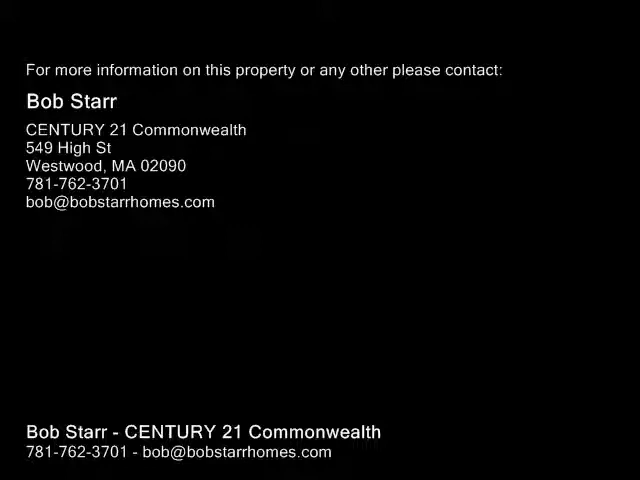 For more information on this property or any other please contact:
Bob Starr
CENTURY 21 Commonwealth
549 High St
Westwood, MA 02090
781-762-3701
bob@bobstarrhomes.com
Bob Starr - CENTURY 21 Commonwealth
781-762-3701 - bob@bobstarrhomes.com